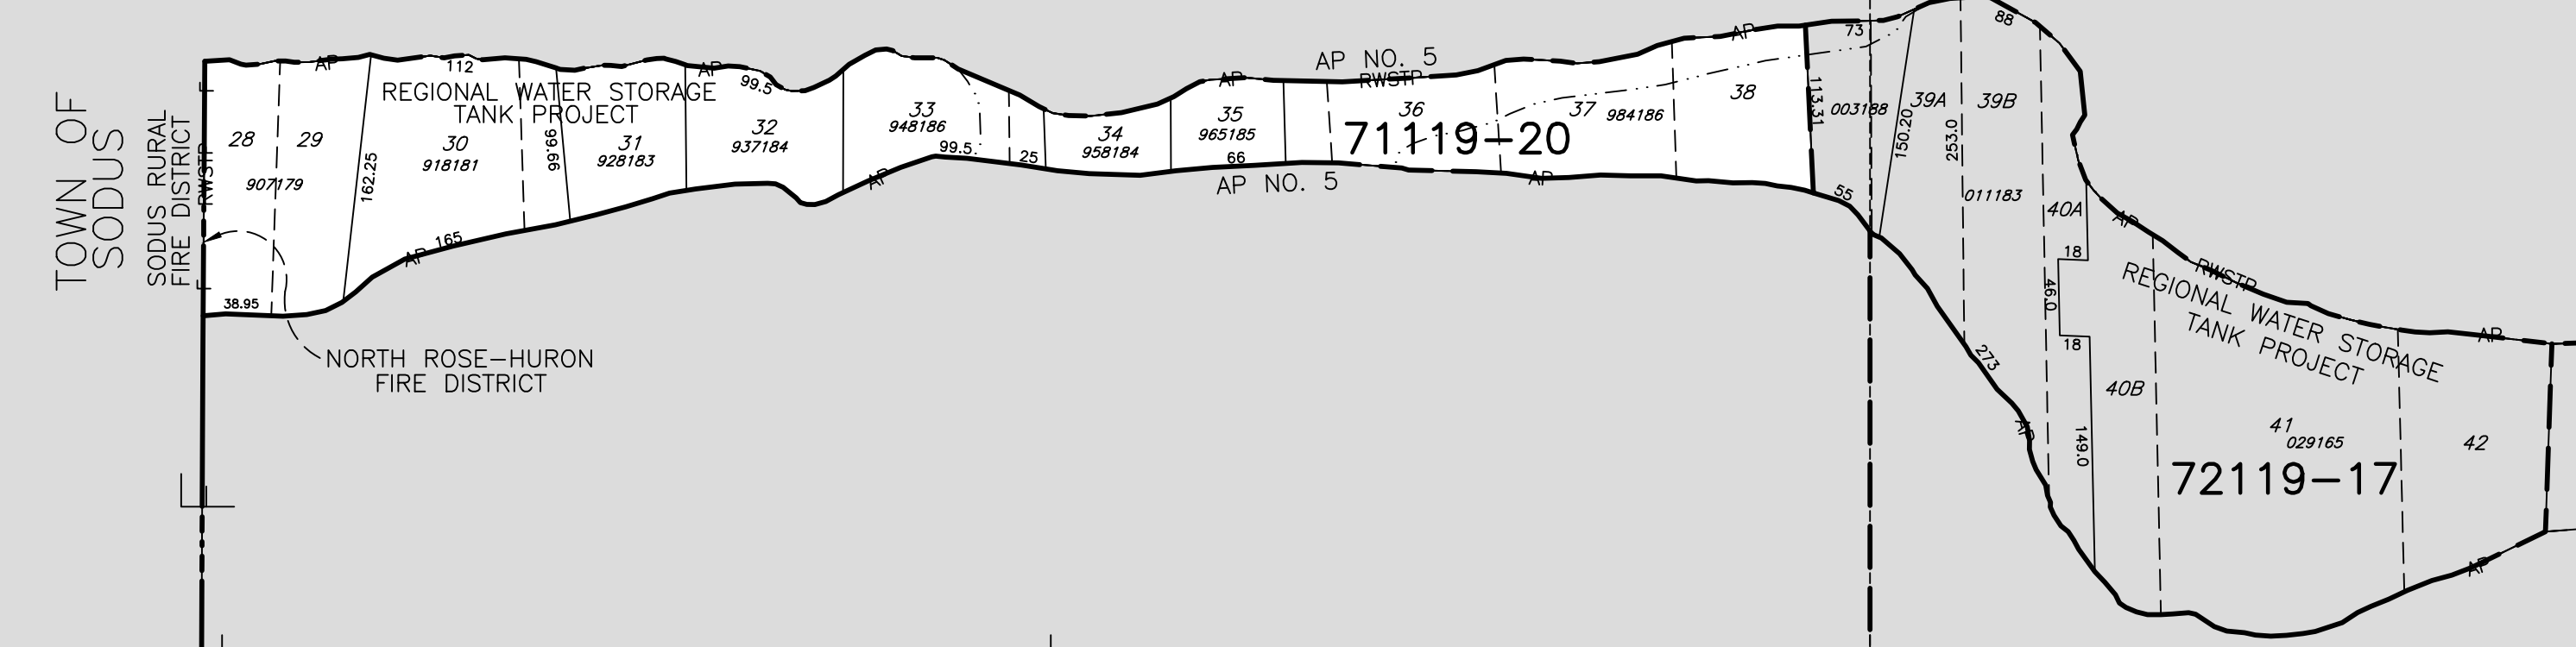 TOWN OF
SODUS
SODUS RURAL
FIRE DISTRICT
RWSTP
28
29
907179
38.95
NORTH ROSE-HURON
FIRE DISTRICT
AP
162.25
112
REGIONAL WATER STORAGE
TANK PROJECT
30
918181
165
AP
99.66
31
928183
AP
99.5
32
937184
33
948186
AP
99.5
25
34
958184
AP
35
965185
66
AP NO. 5
AP NO. 5
RWSTP
36
71119-20
37
984186
AP
AP
38
113.31
73
003188
55
39A
150.20
253.0
39B
88
011183
40A
18
46.0
18
273
AP
149.0
40B
AP
RWSTP
REGIONAL WATER STORAGE
TANK PROJECT
AP
41
029165
72119-17
42
AP